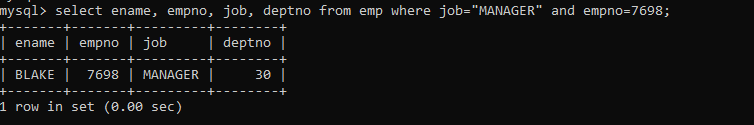 mysql> select ename, empno, job, deptno from emp where job="MANAGER" and empno=7698;
+-------+-------+---------+--------+
| ename | empno | job     | deptno |
+-------+-------+---------+--------+
| BLAKE |  7698 | MANAGER |     30 |
+-------+-------+---------+--------+
1 row in set (0.00 sec)